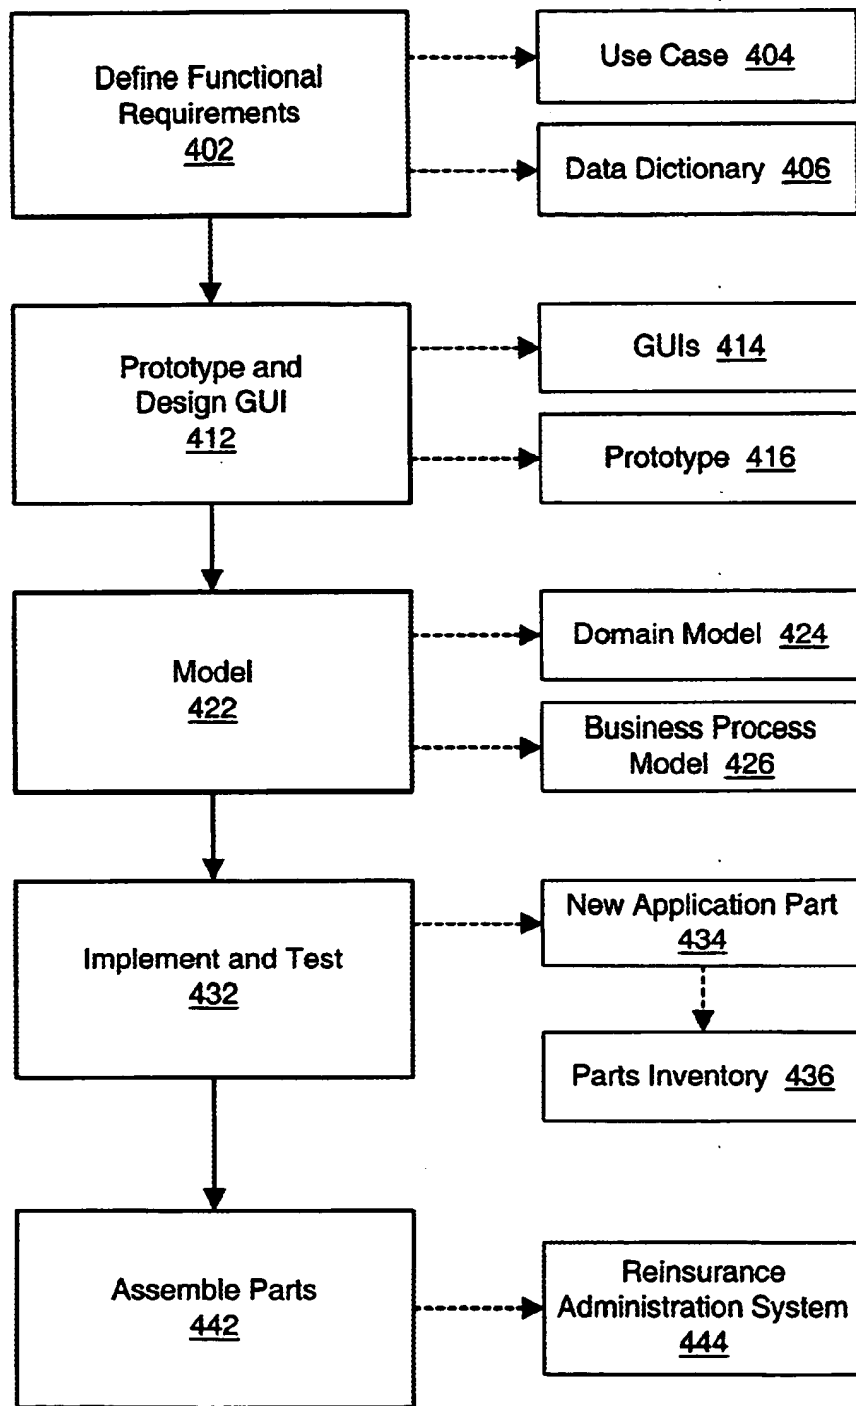 Define Functional
Requirements
402
Use Case 404
Data Dictionary 406
Prototype and
Design GUI
412
GUIs 414
Prototype 416
Model
422
Domain Model 424
Business Process
Model 426
Implement and Test
432
New Application Part
434
Parts Inventory 436
Assemble Parts
442
Reinsurance
Administration System
444